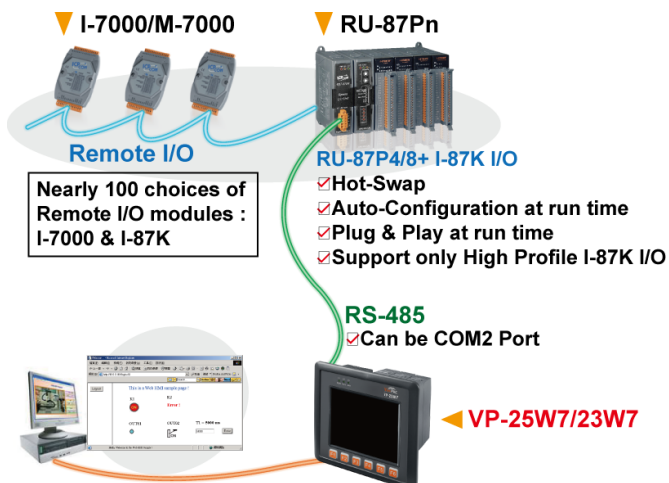 I-7000/M-7000
RU-87Pn
Remote I/O
Nearly 100 choices of
Remote I/O modules :
I-7000 & I-87K
RU-87P4/8+ I-87K I/O
Hot-Swap
Auto-Configuration at run time
Plug & Play at run time
Support only High Profile I-87K I/O
RS-485
Can be COM2 Port
This is a Web HMI sample page !
Error !
OUTPUT
VP-25W7/23W7